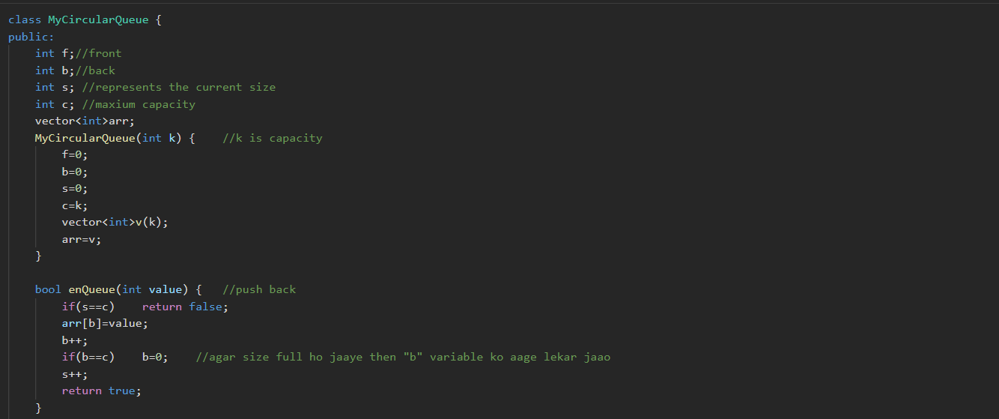 class MyCircularQueue {
public:
    int f;//front
    int b;//back
    int s; //represents the current size
    int c; //maxium capacity
    vector<int>arr;
    MyCircularQueue(int k) {    //k is capacity
        f=0;
        b=0;
        s=0;
        c=k;
        vector<int>v(k);
        arr=v;
    }

    bool enQueue(int value) {   //push back
        if(s==c)    return false;
        arr[b]=value;
        b++;
        if(b==c)    b=0;    //agar size full ho jaaye then "b" variable ko aage lekar jaao
        s++;
        return true;
    }